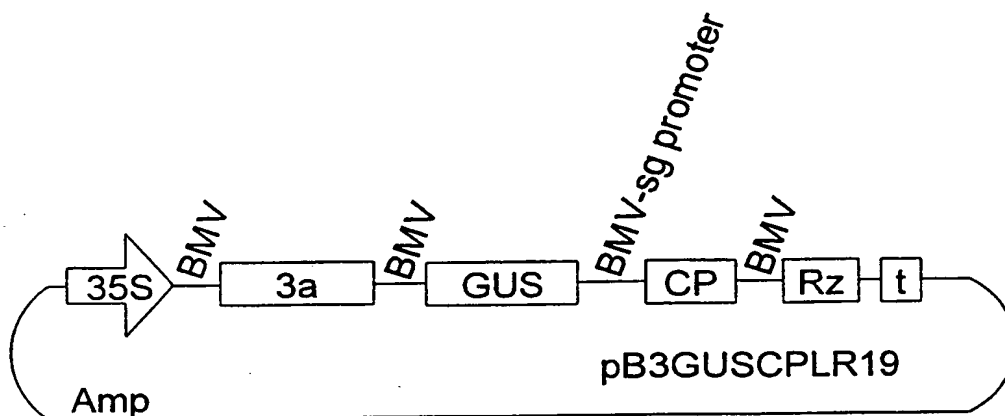 BMV-sg promoter
35S BMV 3a BMV GUS CP BMV Rz t
pB3GUSCPLR19
Amp